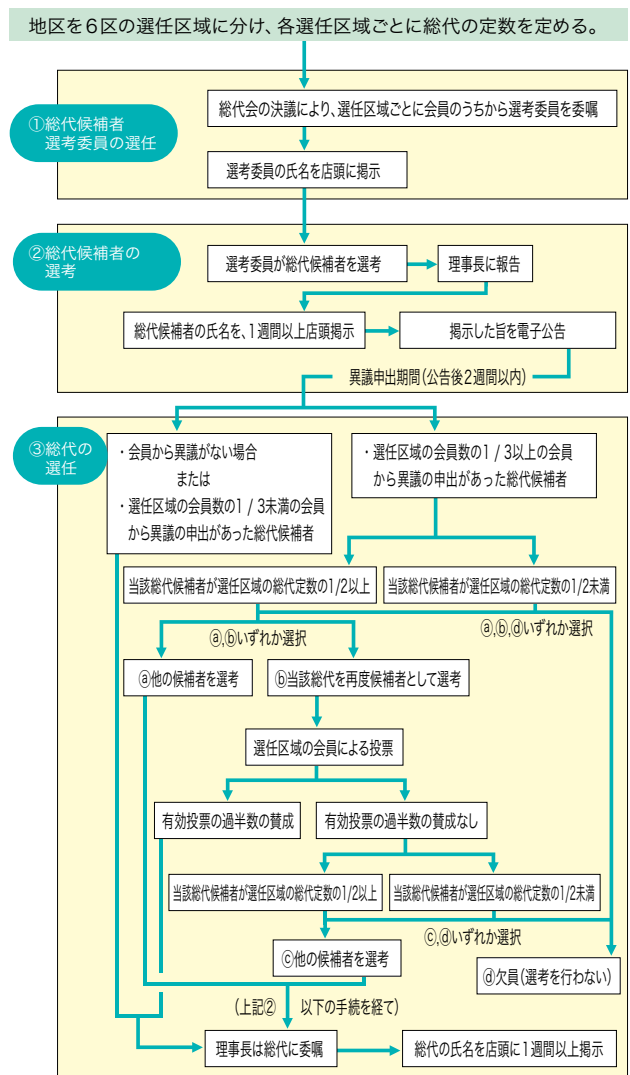 地区を6区の選任区域に分け、各選任区域ごとに総代の定数を定める。
①総代候補者
選考委員の選任
総代会の決議により、選任区域ごとに会員のうちから選考委員を委嘱
選考委員の氏名を店頭に掲示
②総代候補者の
選考
選考委員が総代候補者を選考
理事長に報告
総代候補者の氏名を、1週間以上店頭掲示
掲示した旨を電子公告
異議申出期間(公告後2週間以内)
③総代の
選任
・会員から異議がない場合
または
・選任区域の会員数の1/3未満の会員
から異議の申出があった総代候補者
・選任区域の会員数の1/3以上の会員
から異議の申出があった総代候補者
当該総代候補者が選任区域の総代定数の1/2以上
当該総代候補者が選任区域の総代定数の1/2未満
ⓐ,ⓑいずれか選択
ⓐ,ⓑ,ⓓいずれか選択
ⓐ他の候補者を選考
ⓑ当該総代を再度候補者として選考
選任区域の会員による投票
有効投票の過半数の賛成
有効投票の過半数の賛成なし
当該総代候補者が選任区域の総代定数の1/2以上
当該総代候補者が選任区域の総代定数の1/2未満
ⓒ,ⓓいずれか選択
ⓒ他の候補者を選考
ⓓ欠員(選考を行わない)
(上記② 以下の手続を経て)
理事長は総代に委嘱
総代の氏名を店頭に1週間以上掲示